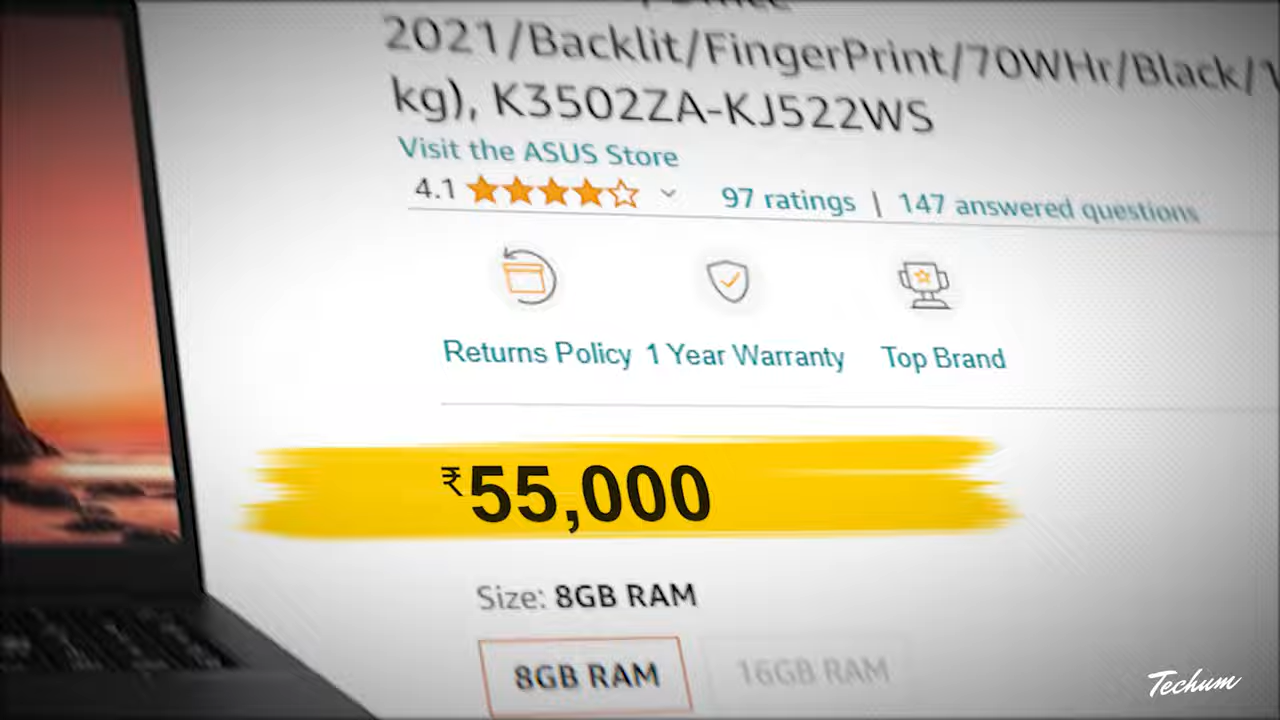 2021/Backlit/FingerPrint/70WHr/Black/1
kg), K3502ZA-KJ522WS
Visit the ASUS Store
4.1 97 ratings | 147 answered questions
Returns Policy 1 Year Warranty Top Brand
₹55,000
Size: 8GB RAM
8GB RAM 16GB RAM
Techum